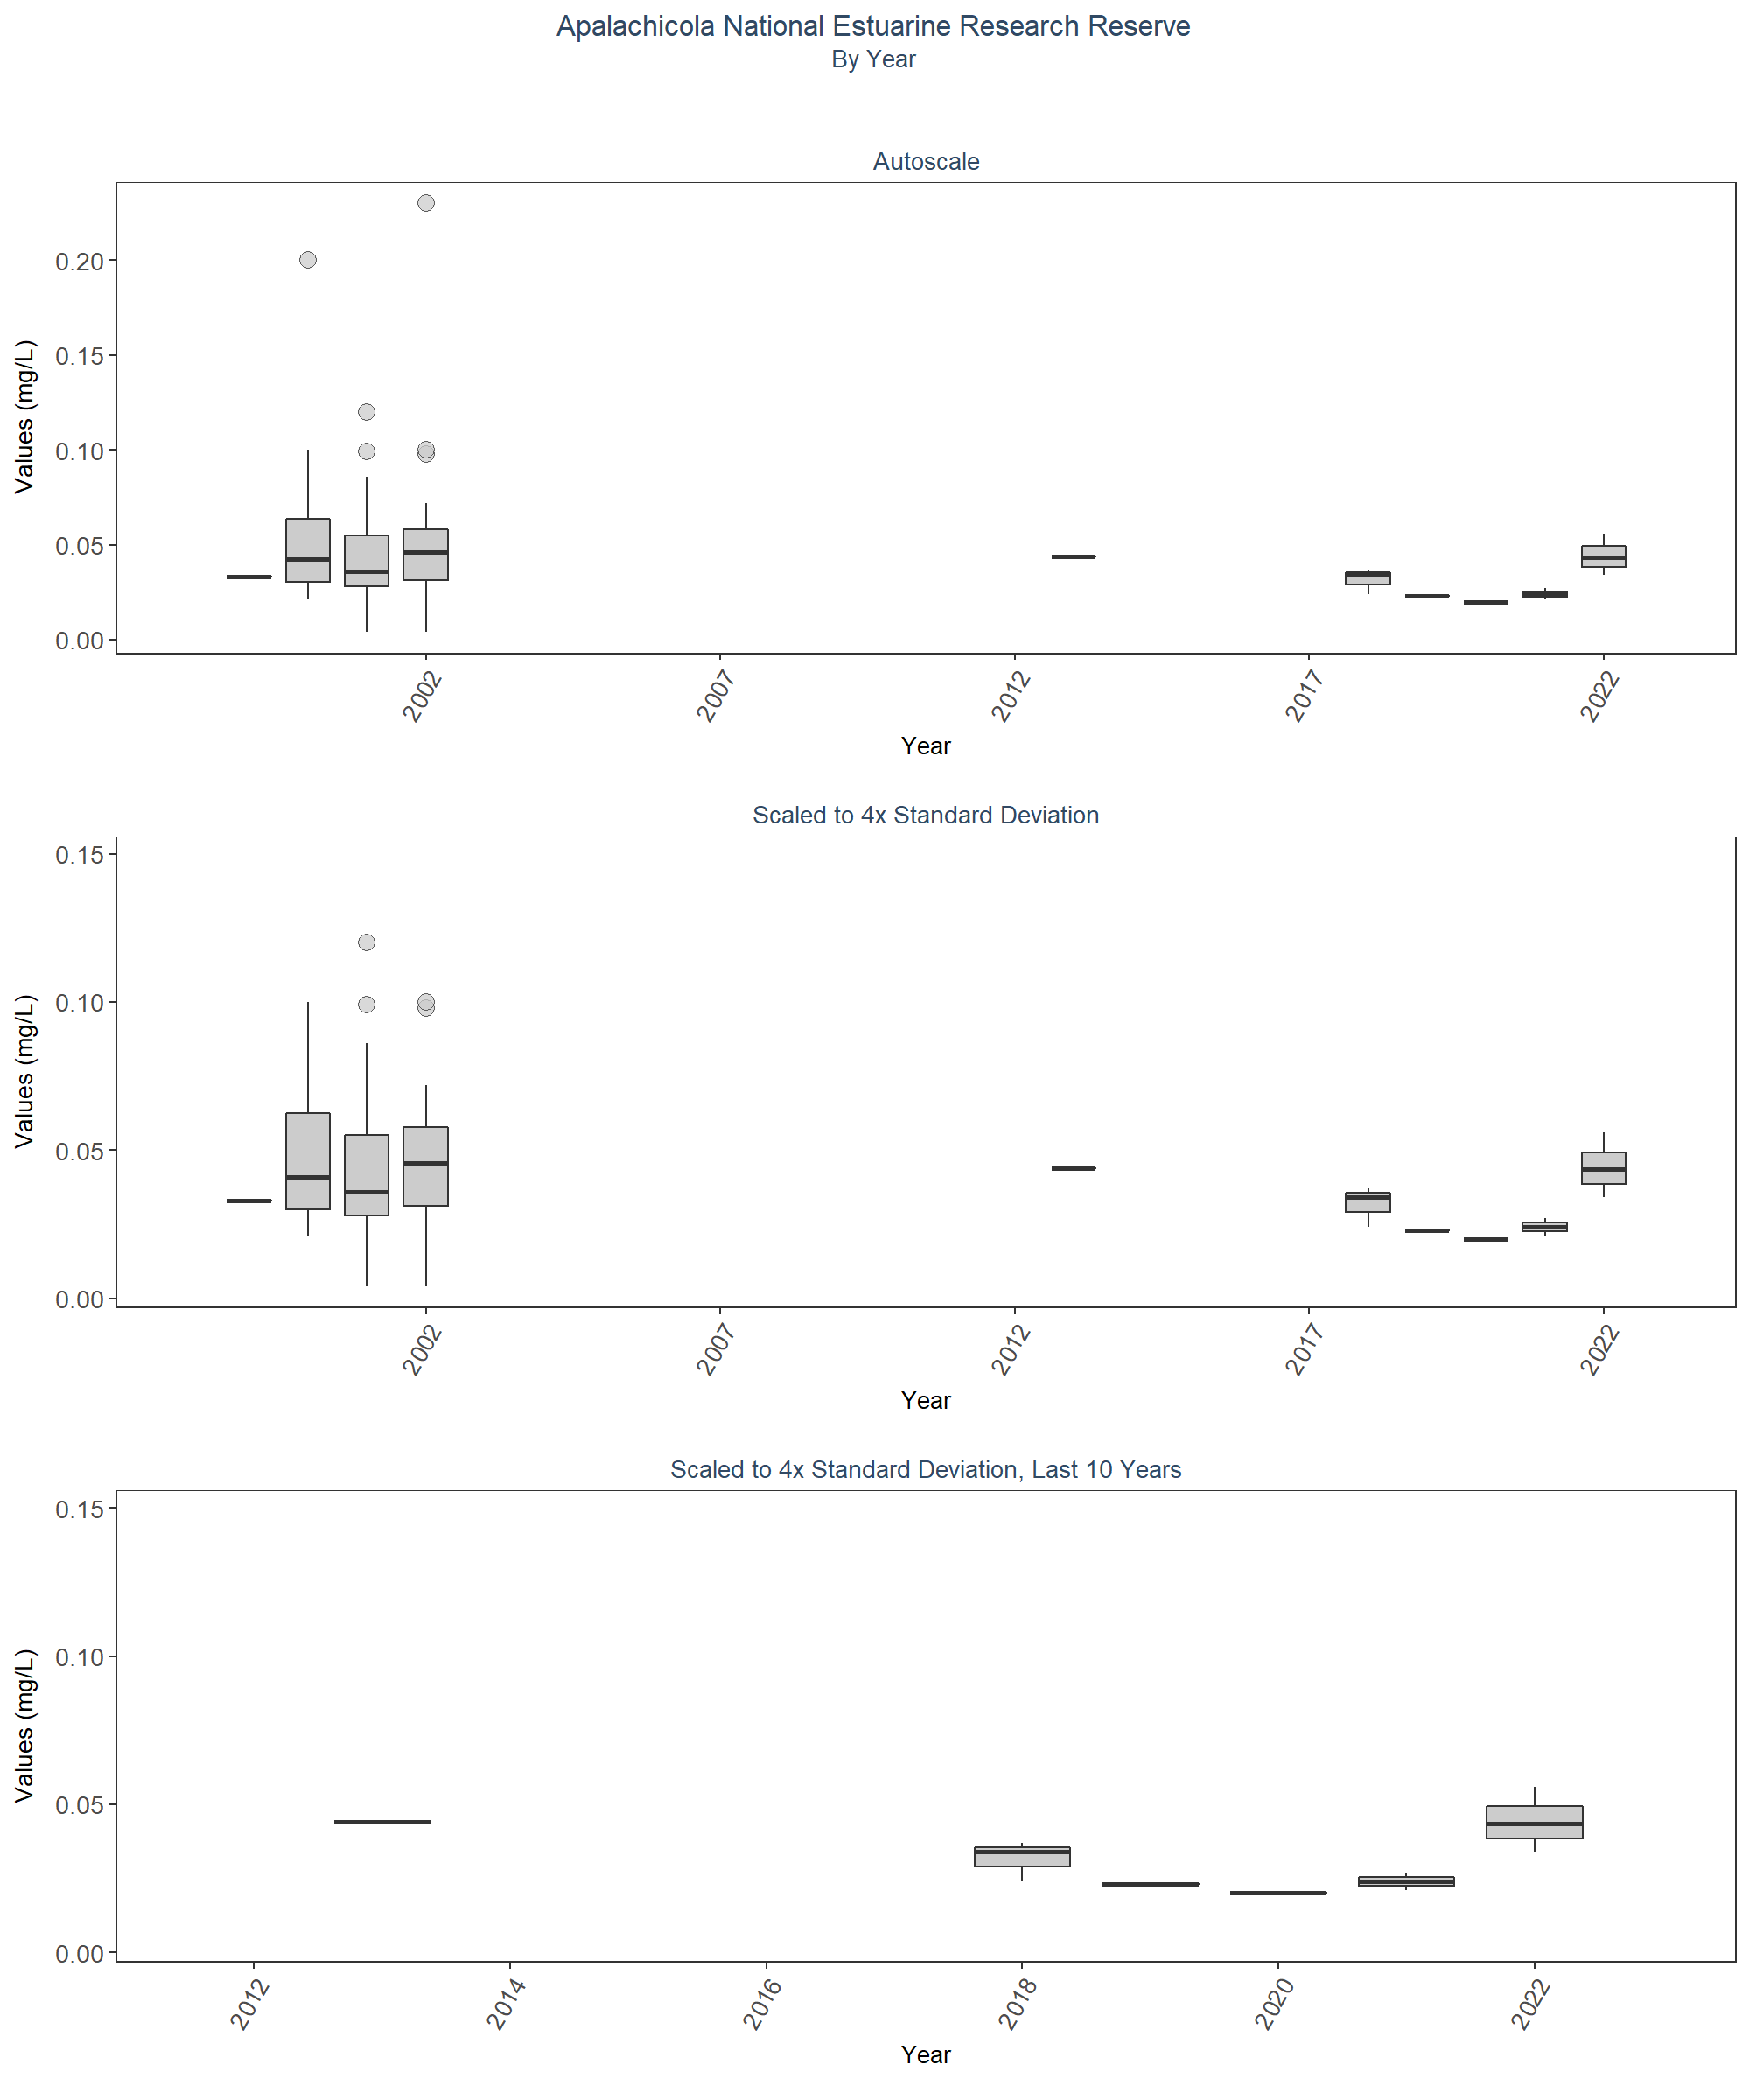 Apalachicola National Estuarine Research Reserve
By Year
Autoscale
Values (mg/L)
0.20
0.15
0.10
0.05
0.00
2002
2007
2012
2017
2022
Year
Scaled to 4x Standard Deviation
Values (mg/L)
0.15
0.10
0.05
0.00
2002
2007
2012
2017
2022
Year
Scaled to 4x Standard Deviation, Last 10 Years
Values (mg/L)
0.15
0.10
0.05
0.00
2012
2014
2016
2018
2020
2022
Year